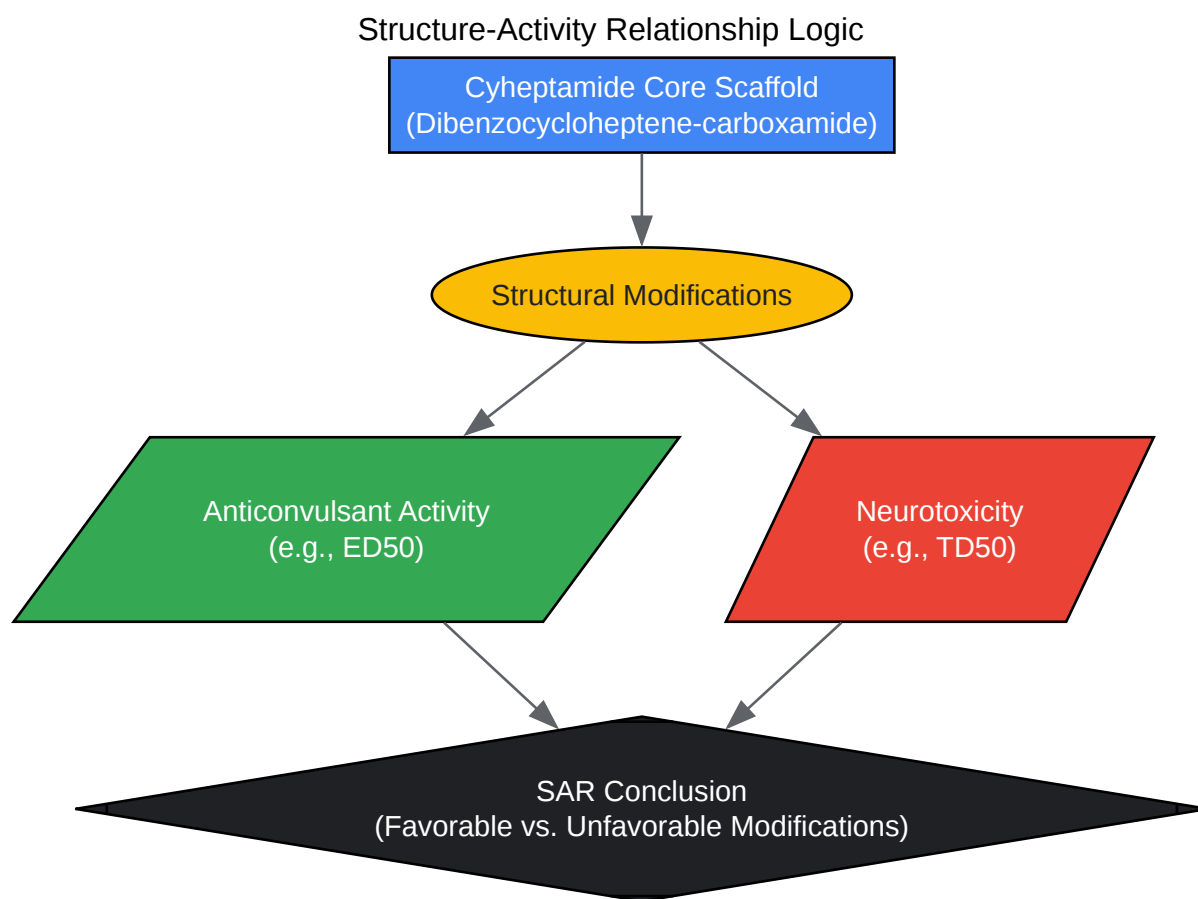 Structure-Activity Relationship Logic
Cyheptamide Core Scaffold
(Dibenzocycloheptene-carboxamide)
Structural Modifications
Anticonvulsant Activity
(e.g., ED50)
Neurotoxicity
(e.g., TD50)
SAR Conclusion
(Favorable vs. Unfavorable Modifications)